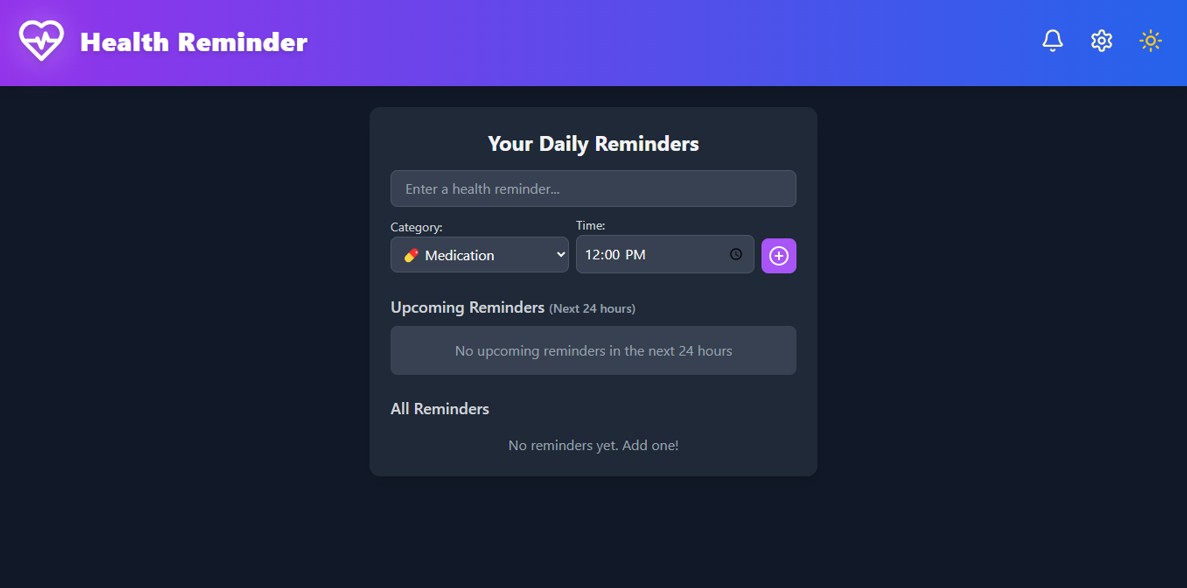 Health Reminder
Your Daily Reminders
Enter a health reminder...
Category:
Time:
Medication
12:00 PM
Upcoming Reminders (Next 24 hours)
No upcoming reminders in the next 24 hours
All Reminders
No reminders yet. Add one!